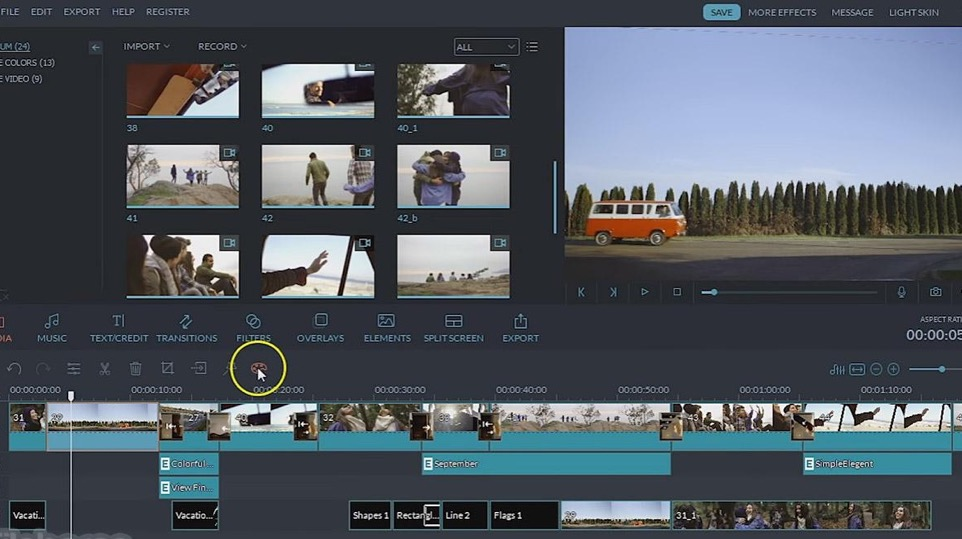 FILE EDIT EXPORT HELP REGISTER SAVE MORE EFFECTS MESSAGE LIGHT SKIN
UM (24) IMPORT RECORD ALL
E COLORS (13)
E VIDEO (9)
38 40 40_1
41 42 42_b
DIA MUSIC TEXT/CREDIT TRANSITIONS FILTERS OVERLAYS ELEMENTS SPLIT SCREEN EXPORT
ASPECT RATI
00:00:05
00:00:00:00 00:00:10:00 00:00:20:00 00:00:30:00 00:00:40:00 00:00:50:00 00:01:00:00 00:01:10:00
31 29 27 40 32 43
E Colorful... E September E SimpleElegent
E View Fin...
Vacati... Vacatio... Shapes 1 Rectangl... Line 2 Flags 1 29 31_1